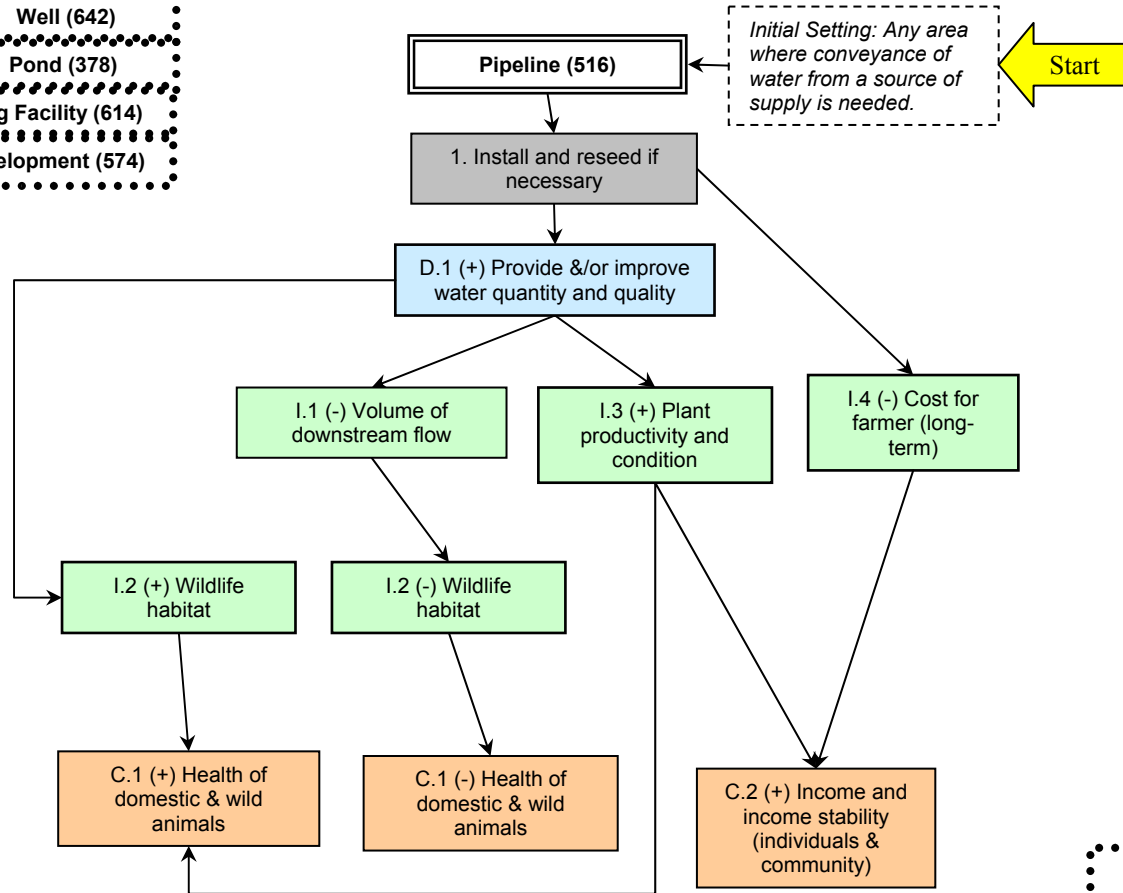 Well (642)
Pond (378)
Facility (614)
(574)
Pipeline (516)
Initial Setting: Any area
where conveyance of
water from a source of
supply is needed.
Start
1. Install and reseed if
necessary
D.1 (+) Provide &/or improve
water quantity and quality
I.1 (-) Volume of
downstream flow
I.3 (+) Plant
productivity and
condition
I.4 (-) Cost for
farmer (long-
term)
I.2 (+) Wildlife
habitat
I.2 (-) Wildlife
habitat
C.1 (+) Health of
domestic & wild
animals
C.1 (-) Health of
domestic & wild
animals
C.2 (+) Income and
income stability
(individuals &
community)